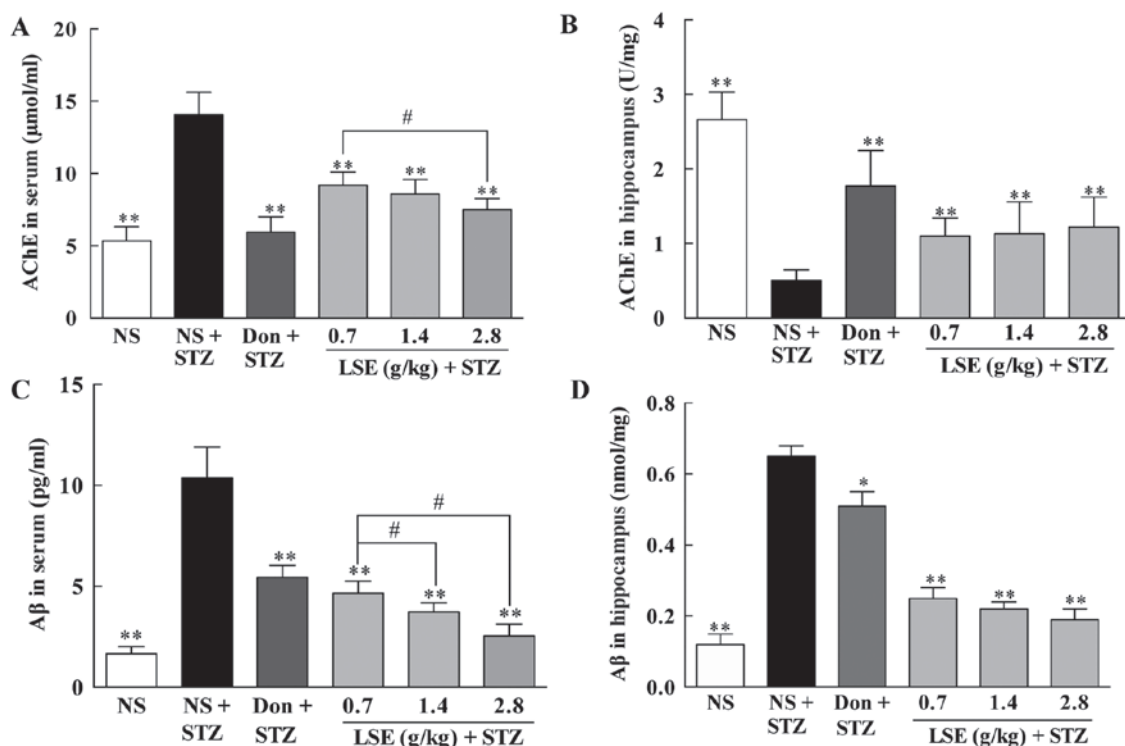 A
AChE in serum (µmol/ml)
20
15
10
5
0
**
**
**
**
**
#
NS
NS +
STZ
Don +
STZ
0.7
1.4
2.8
LSE (g/kg) + STZ
B
AChE in hippocampus (U/mg)
4
3
2
1
0
**
**
**
**
**
NS
NS +
STZ
Don +
STZ
0.7
1.4
2.8
LSE (g/kg) + STZ
C
Aβ in serum (pg/ml)
15
10
5
0
**
**
**
**
**
#
#
NS
NS +
STZ
Don +
STZ
0.7
1.4
2.8
LSE (g/kg) + STZ
D
Aβ in hippocampus (nmol/mg)
0.8
0.6
0.4
0.2
0.0
**
*
**
**
**
NS
NS +
STZ
Don +
STZ
0.7
1.4
2.8
LSE (g/kg) + STZ